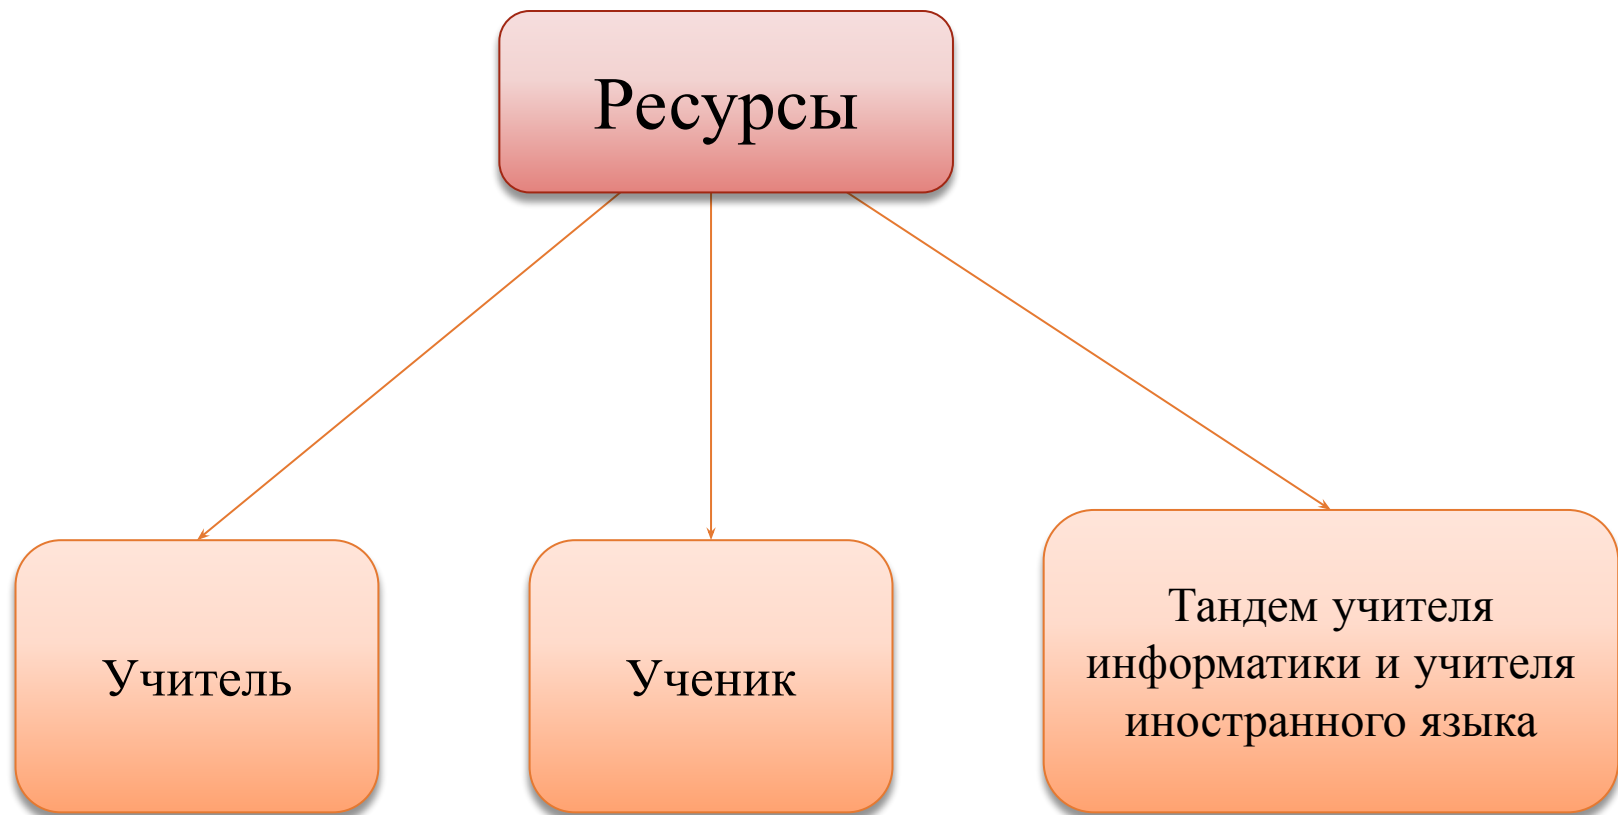 Ресурсы
Учитель
Ученик
Тандем учителя
информатики и учителя
иностранного языка